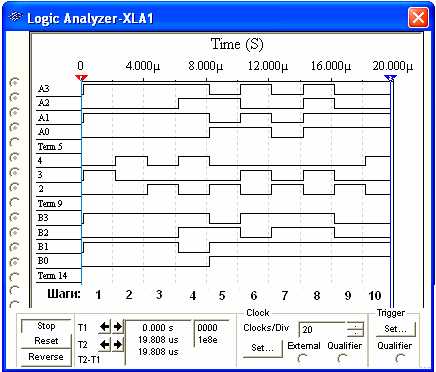 Logic Analyzer-XLA1
Time (S)
0 4.000µ 8.000µ 12.000µ 16.000µ 20.000µ
A3
A2
A1
A0
Term 5
4
3
2
Term 9
B3
B2
B1
B0
Term 14
Шаги: 1 2 3 4 5 6 7 8 9 10
Stop
Reset
Reverse
T1
T2
T2-T1
0.000 s 0000
19.808 us 1e8e
19.808 us
Clock
Clocks/Div 20
Set... External Qualifier
Trigger
Set...
Qualifier